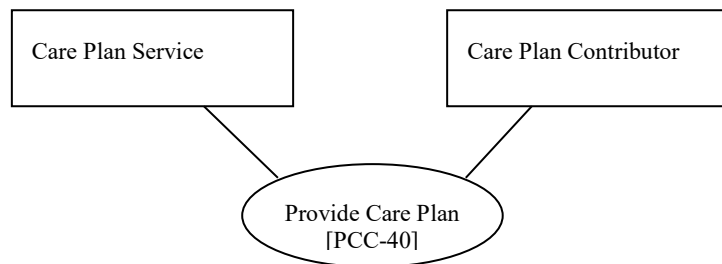 Care Plan Service
Care Plan Contributor
Provide Care Plan
[PCC-40]